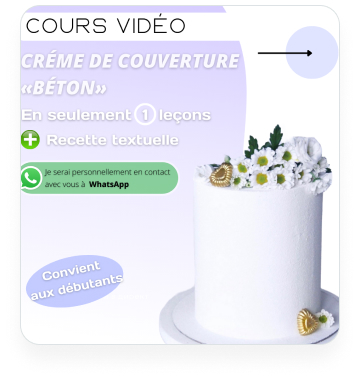 COURS VIDÉO
CRÉME DE COUVERTURE
«BÉTON»
En seulement 1 leçons
+ Recette textuelle
Je serai personnellement en contact
avec vous à WhatsApp
Convient
aux débutants